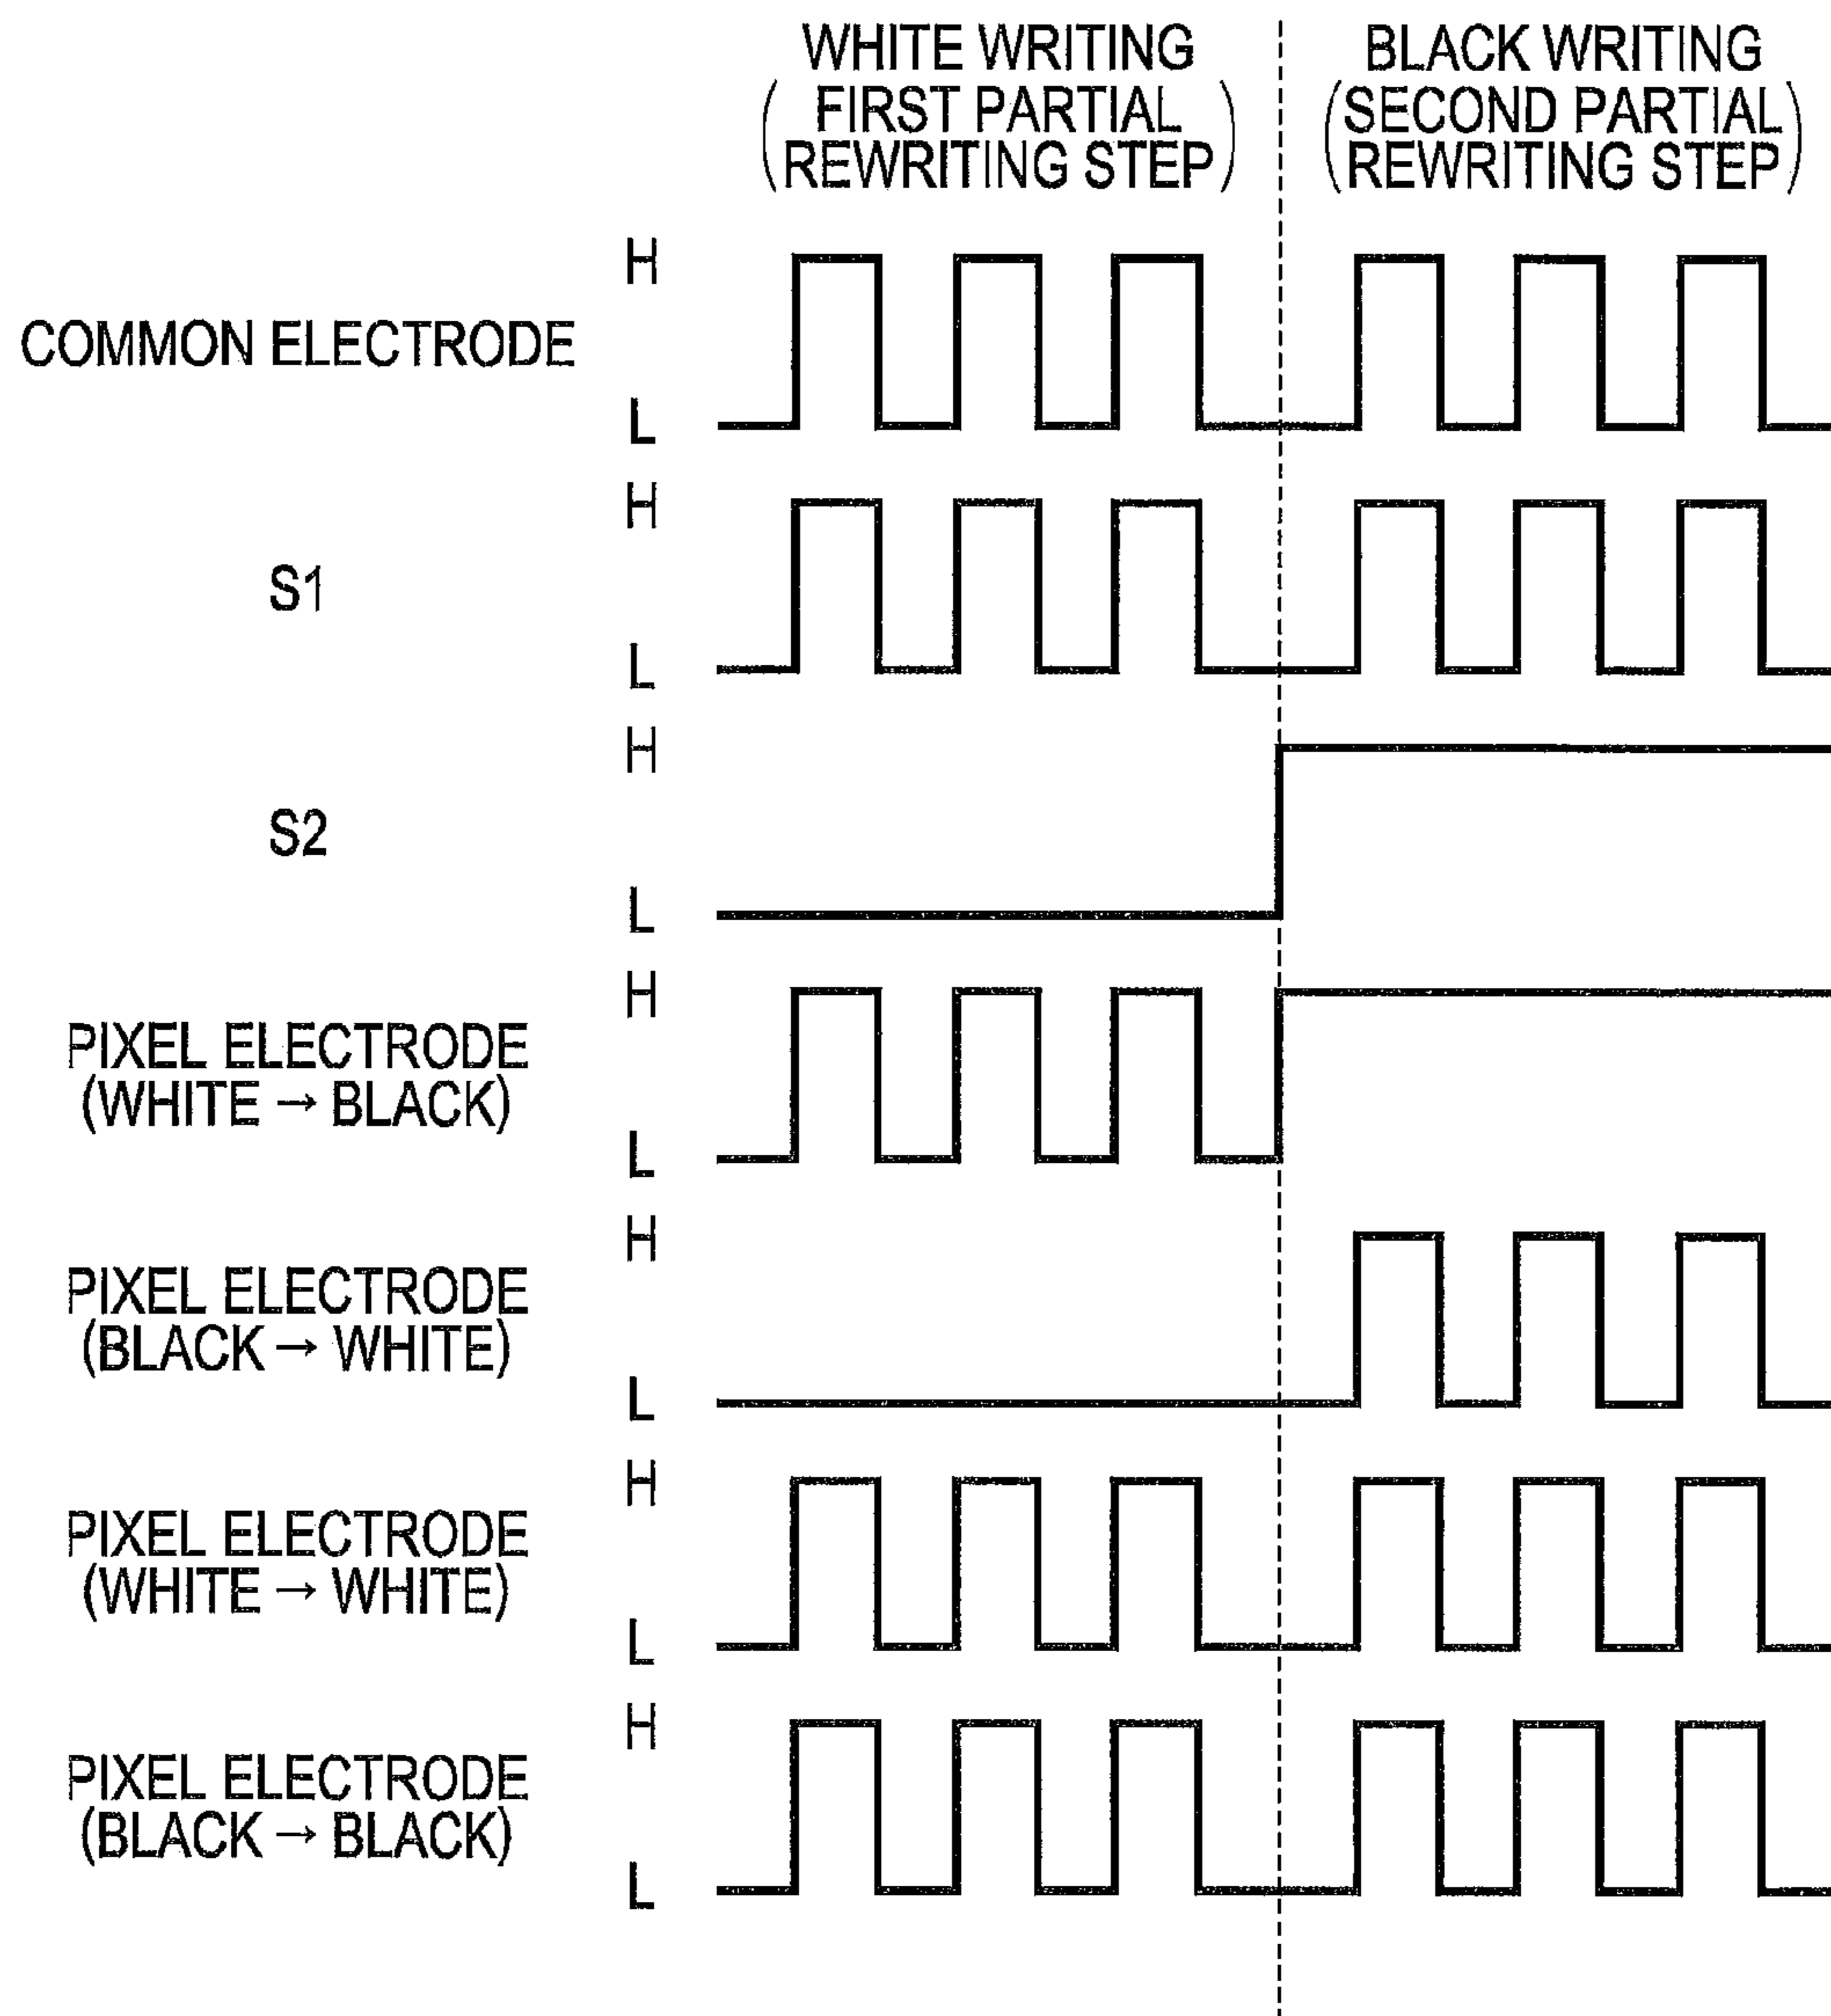 WHITE WRITING
(FIRST PARTIAL
REWRITING STEP)
BLACK WRITING
(SECOND PARTIAL
REWRITING STEP)
COMMON ELECTRODE
H
L
S1
H
L
S2
H
L
PIXEL ELECTRODE
(WHITE → BLACK)
H
L
PIXEL ELECTRODE
(BLACK → WHITE)
H
L
PIXEL ELECTRODE
(WHITE → WHITE)
H
L
PIXEL ELECTRODE
(BLACK → BLACK)
H
L